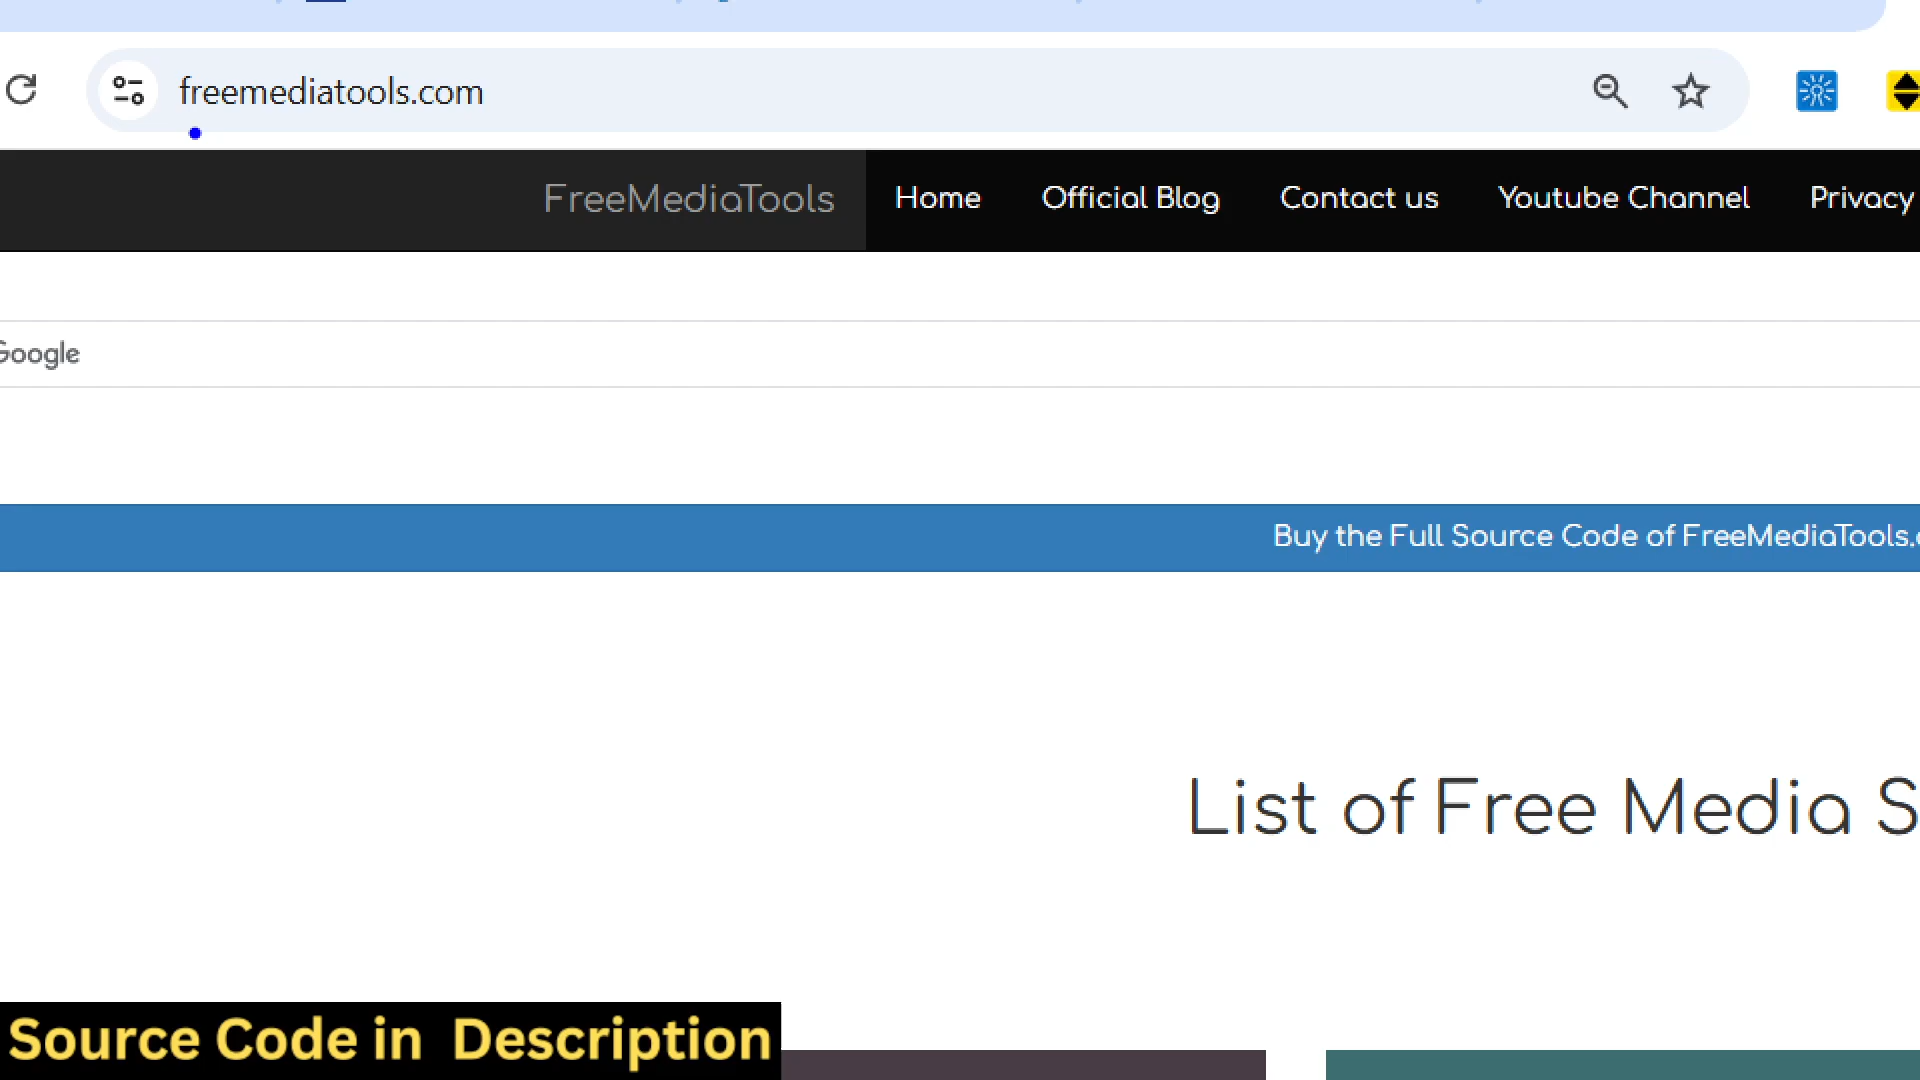 freemediatools.com
FreeMediaTools Home Official Blog Contact us Youtube Channel Privacy
Google
Buy the Full Source Code of FreeMediaTools.
List of Free Media S
Source Code in Description